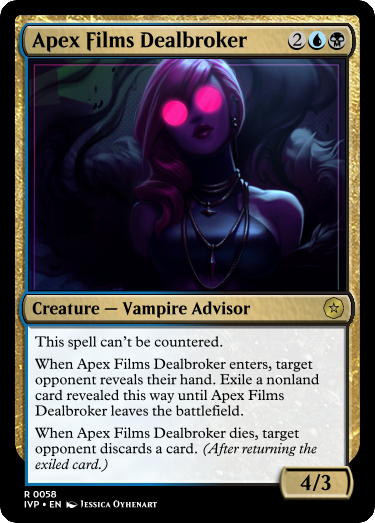 Apex Films Dealbroker 2
Creature — Vampire Advisor
This spell can't be countered.
When Apex Films Dealbroker enters, target
opponent reveals their hand. Exile a nonland
card revealed this way until Apex Films
Dealbroker leaves the battlefield.
When Apex Films Dealbroker dies, target
opponent discards a card. (After returning the
exiled card.)
4/3
R 0058
IVP • EN Jessica Oyhenart